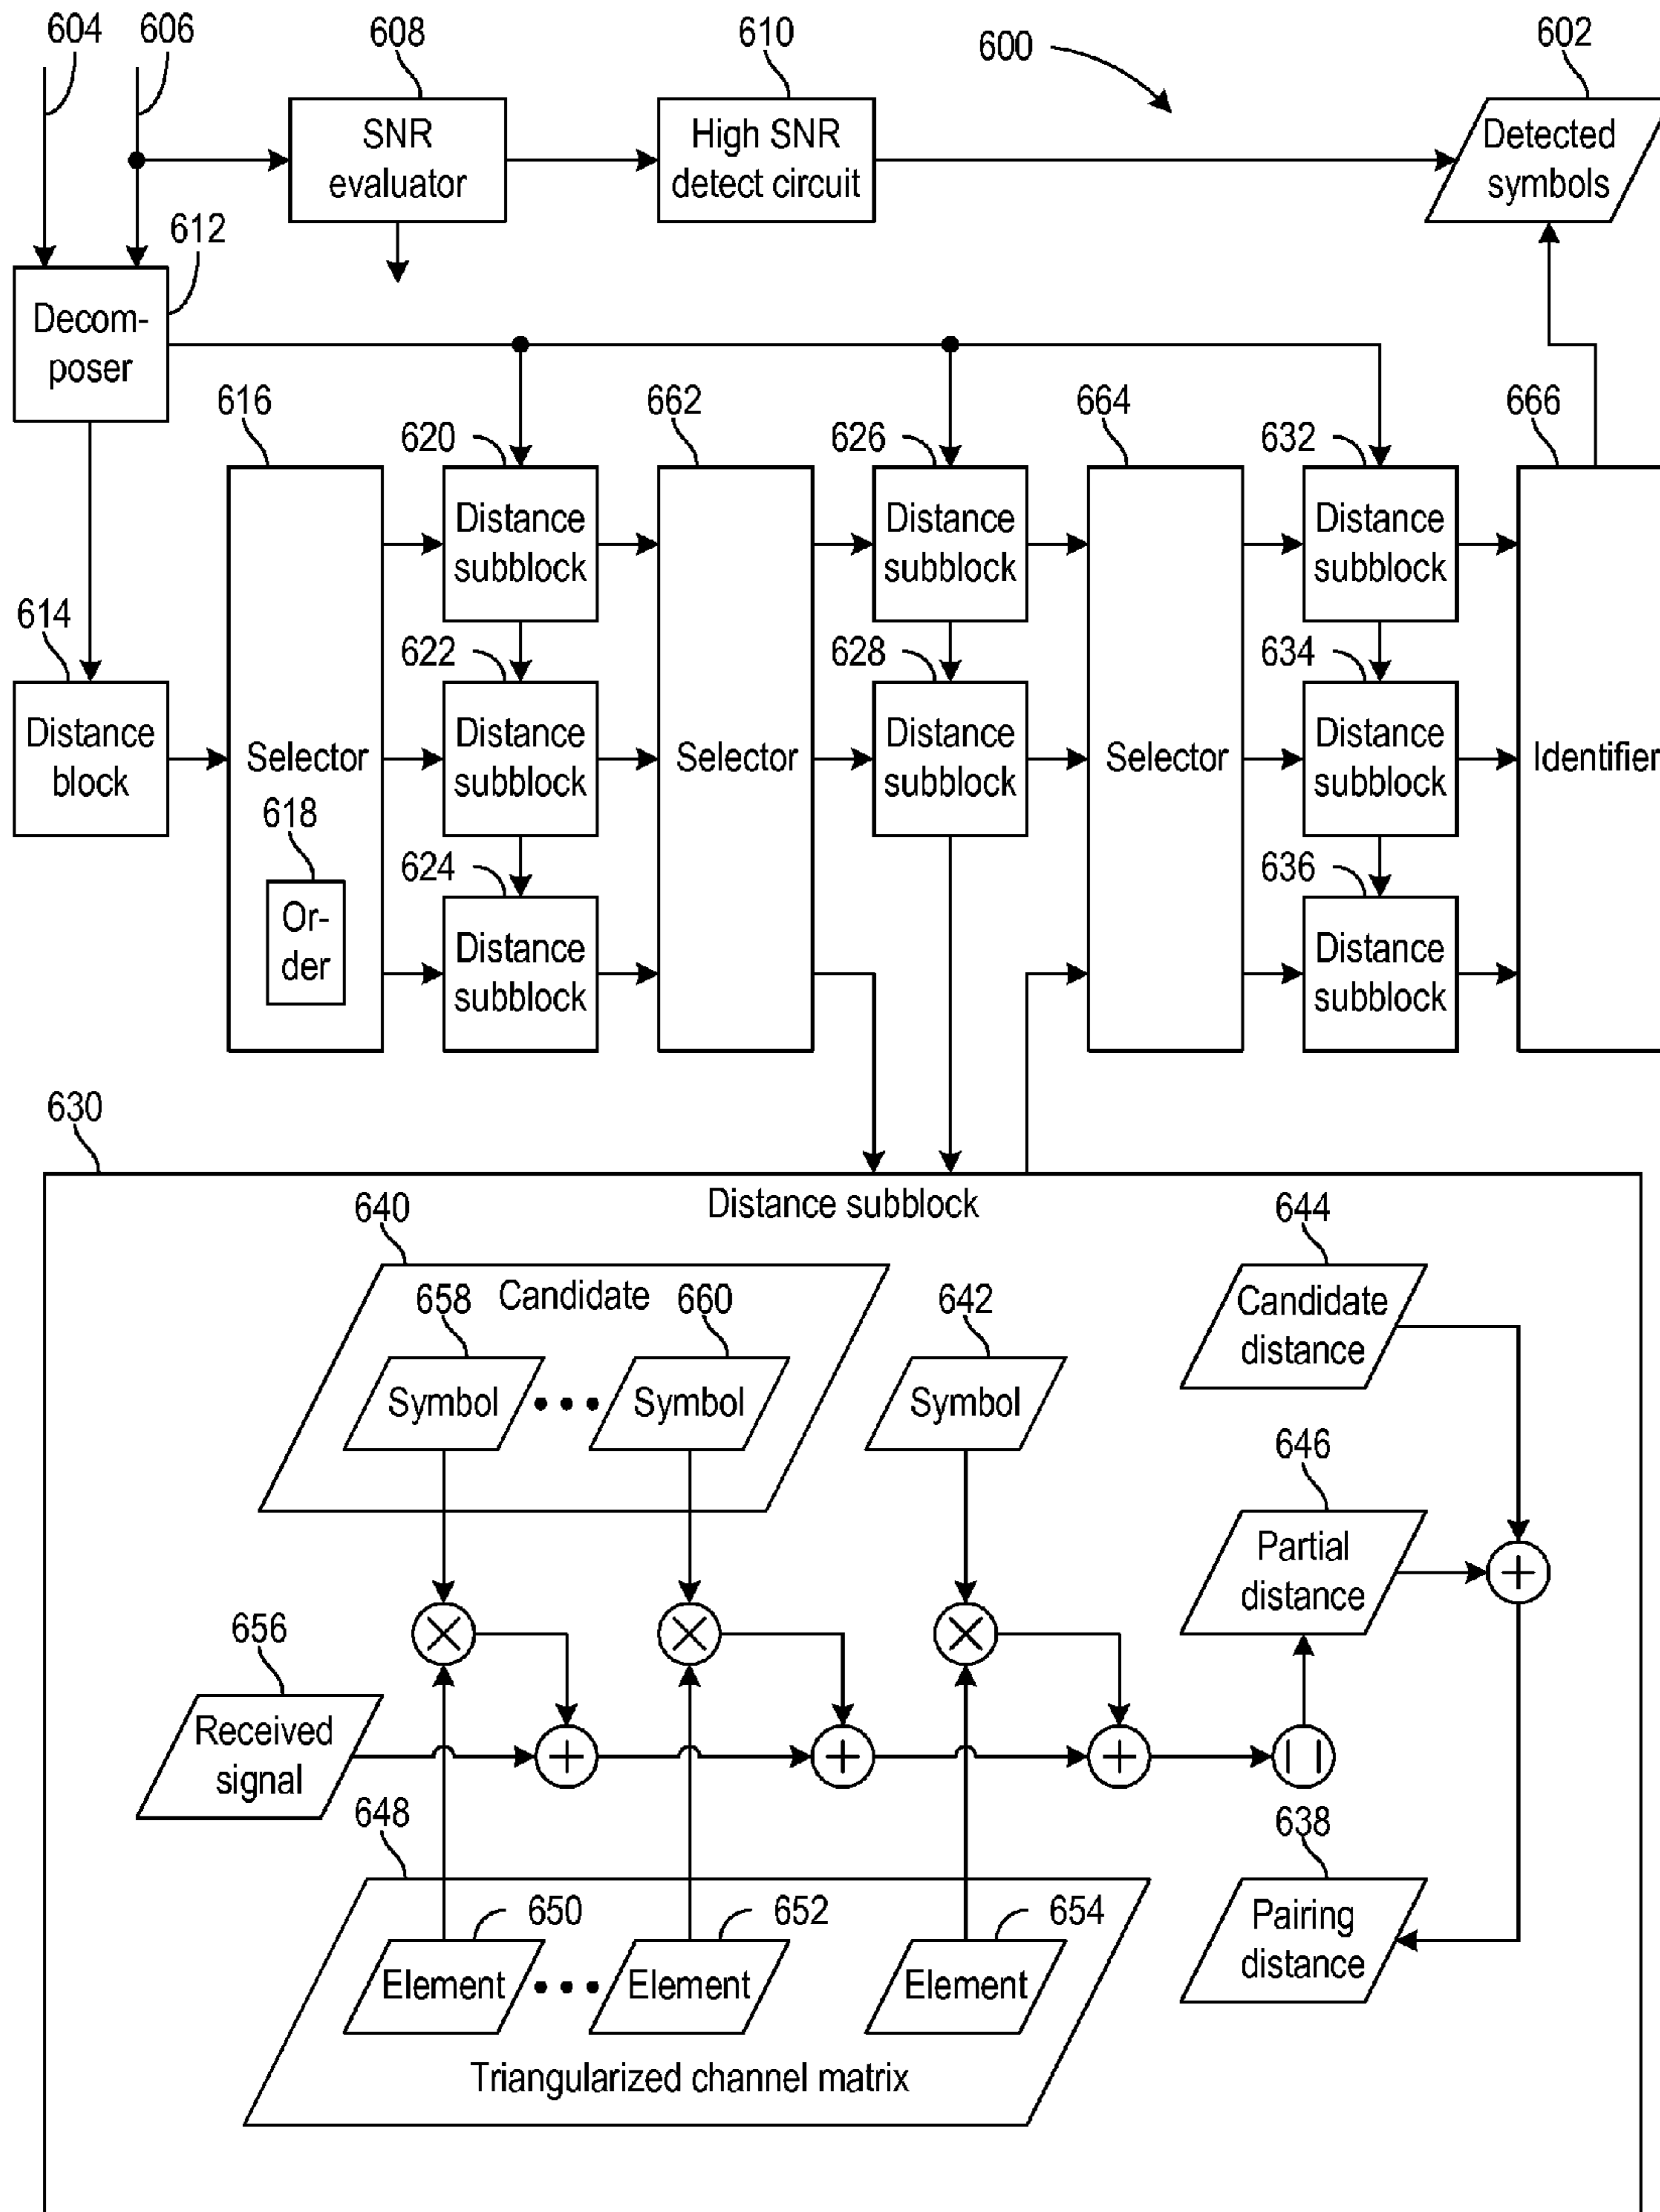 604
606
608
610
600
602
SNR
evaluator
High SNR
detect circuit
Detected
symbols
612
Decom-
poser
616
662
664
666
620
626
632
Distance
subblock
Distance
subblock
Distance
subblock
614
622
628
634
Distance
block
Selector
Distance
subblock
Selector
Distance
subblock
Selector
Distance
subblock
Identifier
618
Or-
der
624
636
Distance
subblock
Distance
subblock
630
Distance subblock
640
644
658
Candidate
660
642
Candidate
distance
Symbol
• • •
Symbol
Symbol
646
Partial
distance
656
Received
signal
648
638
650
652
654
Pairing
distance
Element
• • •
Element
Element
Triangularized channel matrix